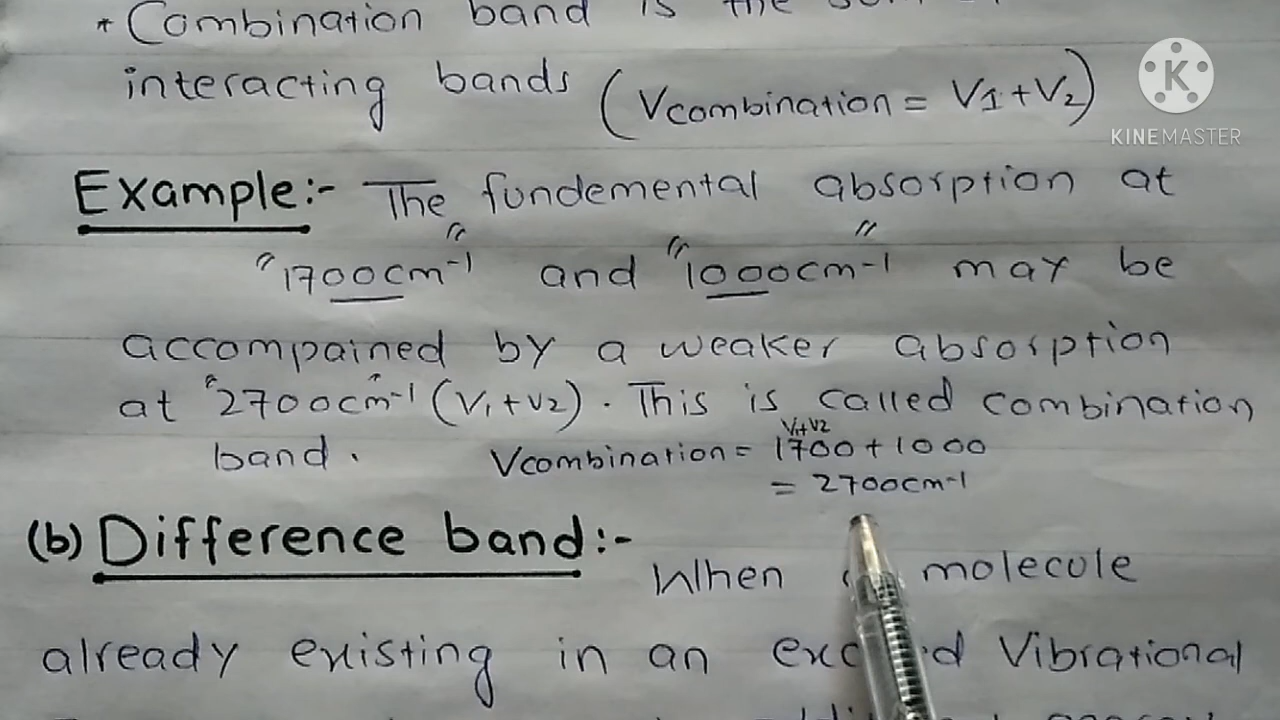 * Combination band is the
interacting bands (Vcombination = V1+V2)
K
KINEMASTER
Example:- The fundemental absorption at
"1700cm-1" and "1000cm-1" may be
accompained by a weaker absorption
at "2700cm-1" (V1+V2). This is called combination
band.
V1+V2
Vcombination = 1700+1000
= 2700cm-1
(b) Difference band:-
When molecule
already existing in an Vibrational